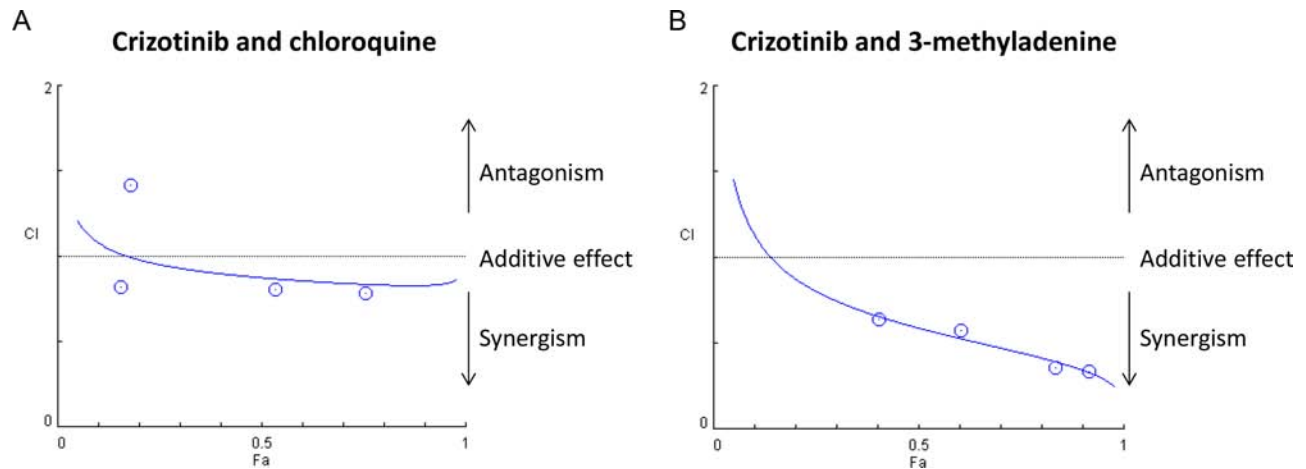 A
Crizotinib and chloroquine
2
CI
0
0
0.5
1
Fa
Antagonism
Additive effect
Synergism
B
Crizotinib and 3-methyladenine
2
CI
0
0
0.5
1
Fa
Antagonism
Additive effect
Synergism